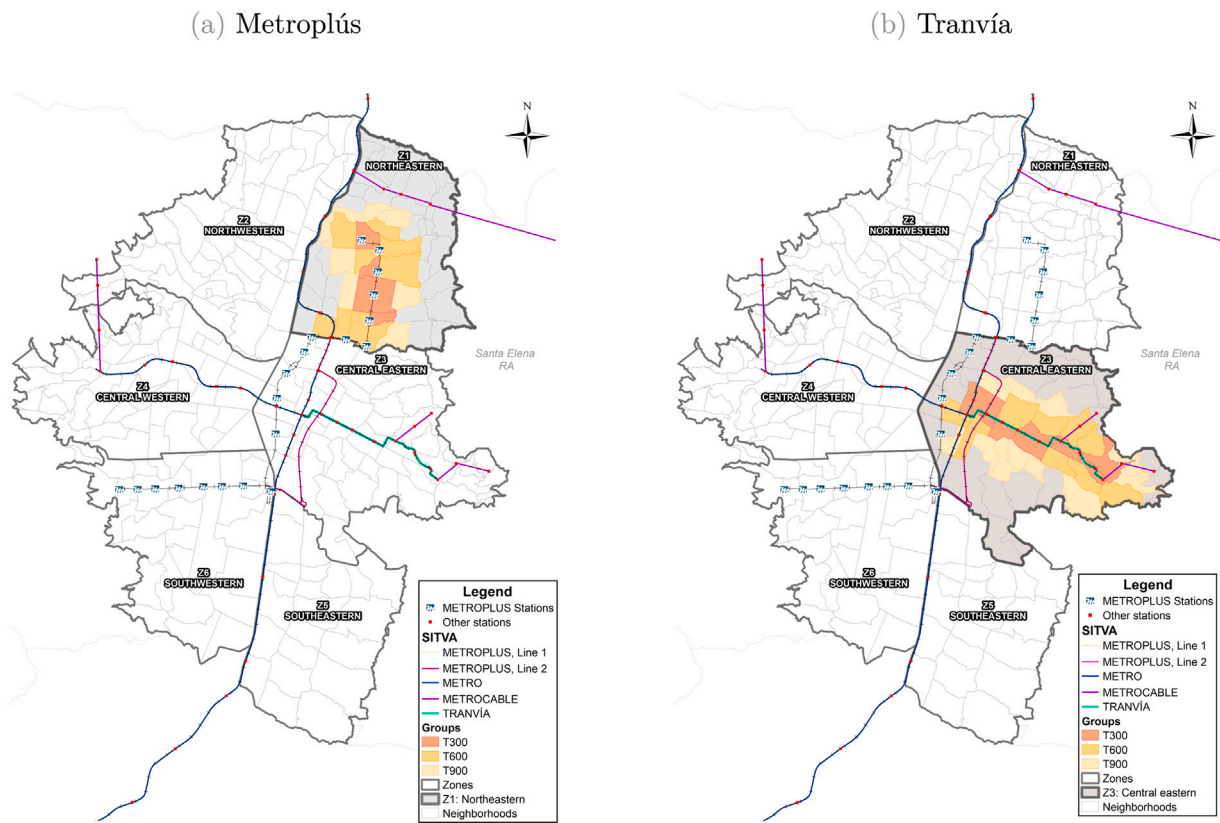 (a) Metroplús
N
Z1
NORTHEASTERN
Z2
NORTHWESTERN
Santa Elena
RA
Z3
CENTRAL EASTERN
Z4
CENTRAL WESTERN
Z6
SOUTHWESTERN
Z5
SOUTHEASTERN
Legend
METROPLUS Stations
Other stations
SITVA
METROPLUS, Line 1
METROPLUS, Line 2
METRO
METROCABLE
TRANVÍA
Groups
T300
T600
T900
Zones
Z1: Northeastern
Neighborhoods
(b) Tranvía
N
Z1
NORTHEASTERN
Z2
NORTHWESTERN
Santa Elena
RA
Z3
CENTRAL EASTERN
Z4
CENTRAL WESTERN
Z6
SOUTHWESTERN
Z5
SOUTHEASTERN
Legend
METROPLUS Stations
Other stations
SITVA
METROPLUS, Line 1
METROPLUS, Line 2
METRO
METROCABLE
TRANVÍA
Groups
T300
T600
T900
Zones
Z3: Central eastern
Neighborhoods